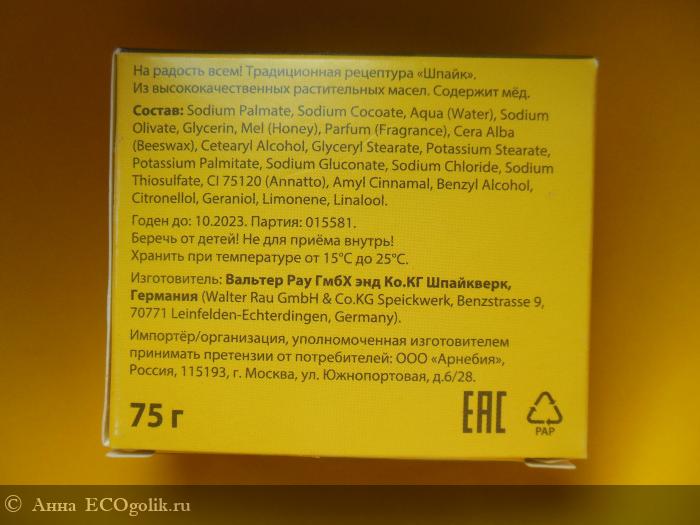 На радость всем! Традиционная рецептура «Шпайк».
Из высококачественных растительных масел. Содержит мёд.
Состав: Sodium Palmate, Sodium Cocoate, Aqua (Water), Sodium
Olivate, Glycerin, Mel (Honey), Parfum (Fragrance), Cera Alba
(Beeswax), Cetearyl Alcohol, Glyceryl Stearate, Potassium Stearate,
Potassium Palmitate, Sodium Gluconate, Sodium Chloride, Sodium
Thiosulfate, CI 75120 (Annatto), Amyl Cinnamal, Benzyl Alcohol,
Citronellol, Geraniol, Limonene, Linalool.
Годен до: 10.2023. Партия: 015581.
Беречь от детей! Не для приёма внутрь!
Хранить при температуре от 15°C до 25°C.
Изготовитель: Вальтер Рау ГмбХ энд Ко.КГ Шпайкверк,
Германия (Walter Rau GmbH & Co.KG Speickwerk, Benzstrasse 9,
70771 Leinfelden-Echterdingen, Germany).
Импортёр/организация, уполномоченная изготовителем
принимать претензии от потребителей: ООО «Арнебия»,
Россия, 115193, г. Москва, ул. Южнопортовая, д.6/28.
75 г
EAC
PAP
© Анна ECOgolik.ru